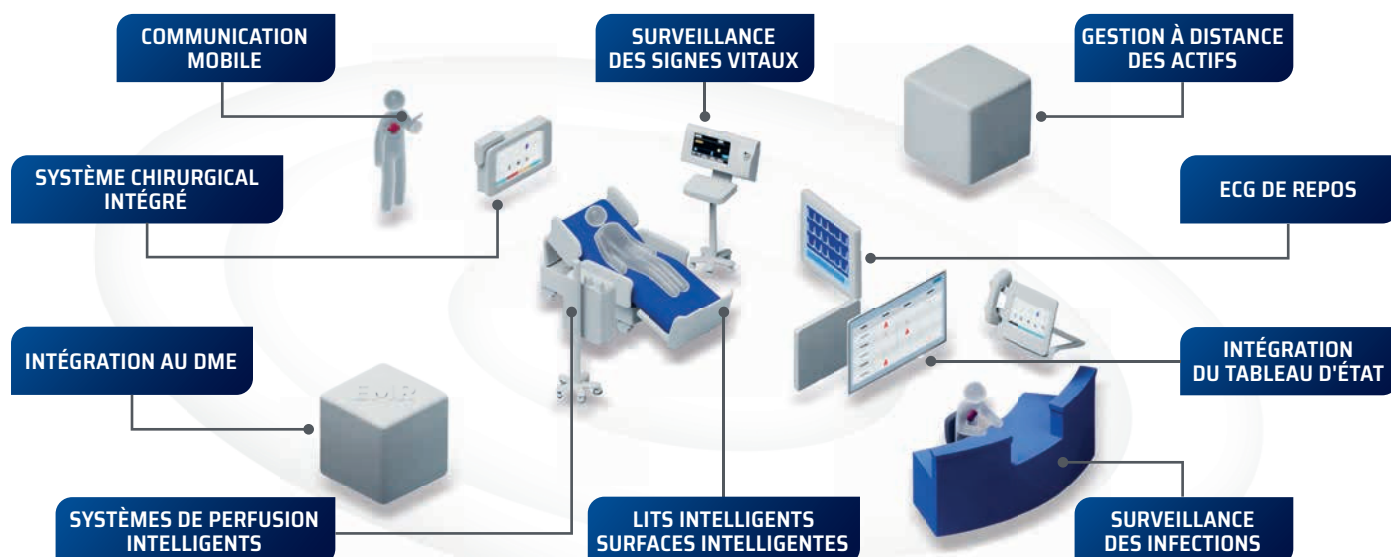 COMMUNICATION
MOBILE
SURVEILLANCE
DES SIGNES VITAUX
GESTION À DISTANCE
DES ACTIFS
SYSTÈME CHIRURGICAL
INTÉGRÉ
ECG DE REPOS
INTÉGRATION AU DME
INTÉGRATION
DU TABLEAU D'ÉTAT
EMR
SYSTÈMES DE PERFUSION
INTELLIGENTS
LITS INTELLIGENTS
SURFACES INTELLIGENTES
SURVEILLANCE
DES INFECTIONS